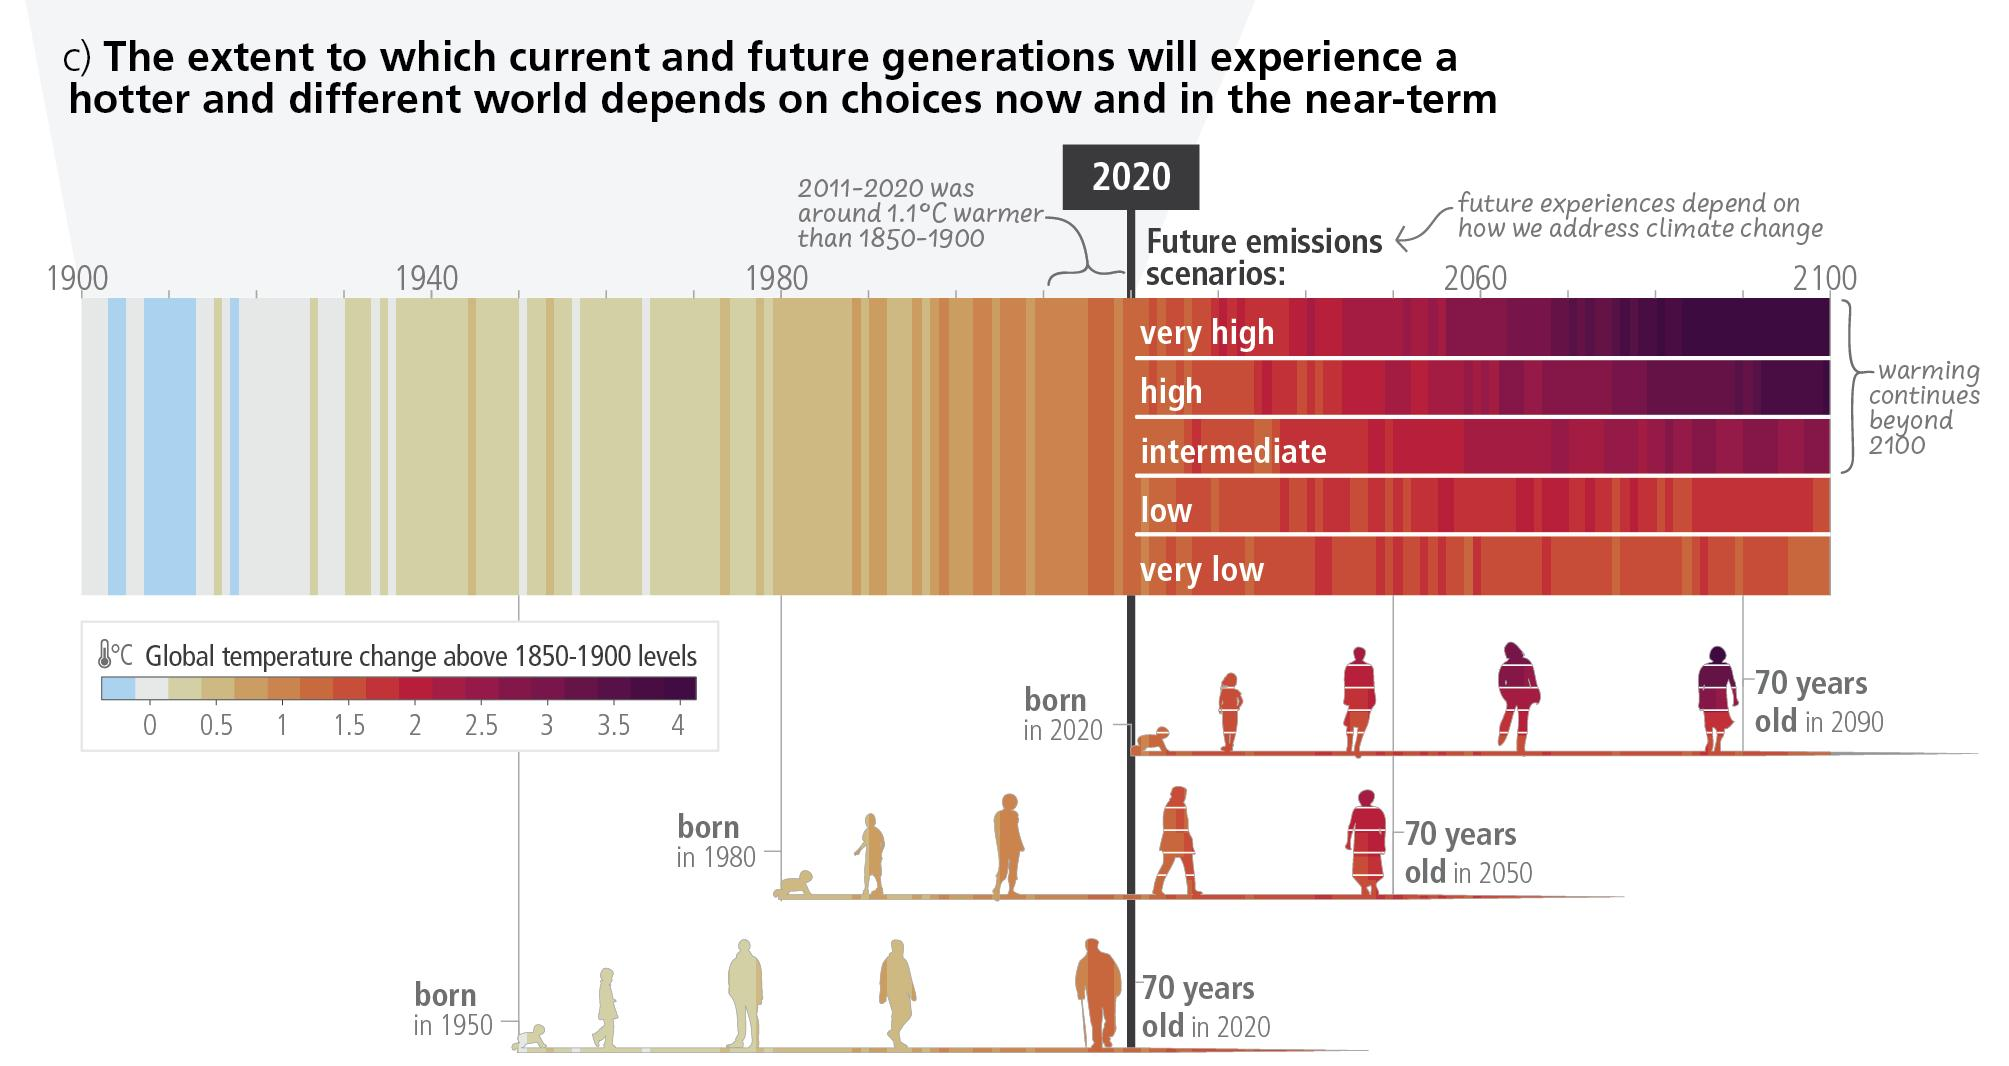 c) The extent to which current and future generations will experience a
hotter and different world depends on choices now and in the near-term
2020
2011-2020 was
around 1.1°C warmer
than 1850-1900
future experiences depend on
how we address climate change
Future emissions
scenarios:
1900
1940
1980
2060
2100
very high
high
intermediate
low
very low
warming
continues
beyond
2100
°C Global temperature change above 1850-1900 levels
0 0.5 1 1.5 2 2.5 3 3.5 4
born
in 2020
70 years
old in 2090
born
in 1980
70 years
old in 2050
born
in 1950
70 years
old in 2020